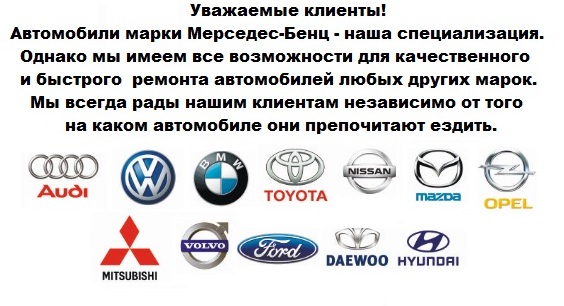 Уважаемые клиенты!
Автомобили марки Мерседес-Бенц - наша специализация.
Однако мы имеем все возможности для качественного
и быстрого ремонта автомобилей любых других марок.
Мы всегда рады нашим клиентам независимо от того
на каком автомобиле они препочитают ездить.
Audi
BMW
TOYOTA
NISSAN
mazda
OPEL
MITSUBISHI
VOLVO
Ford
DAEWOO
HYUNDAI